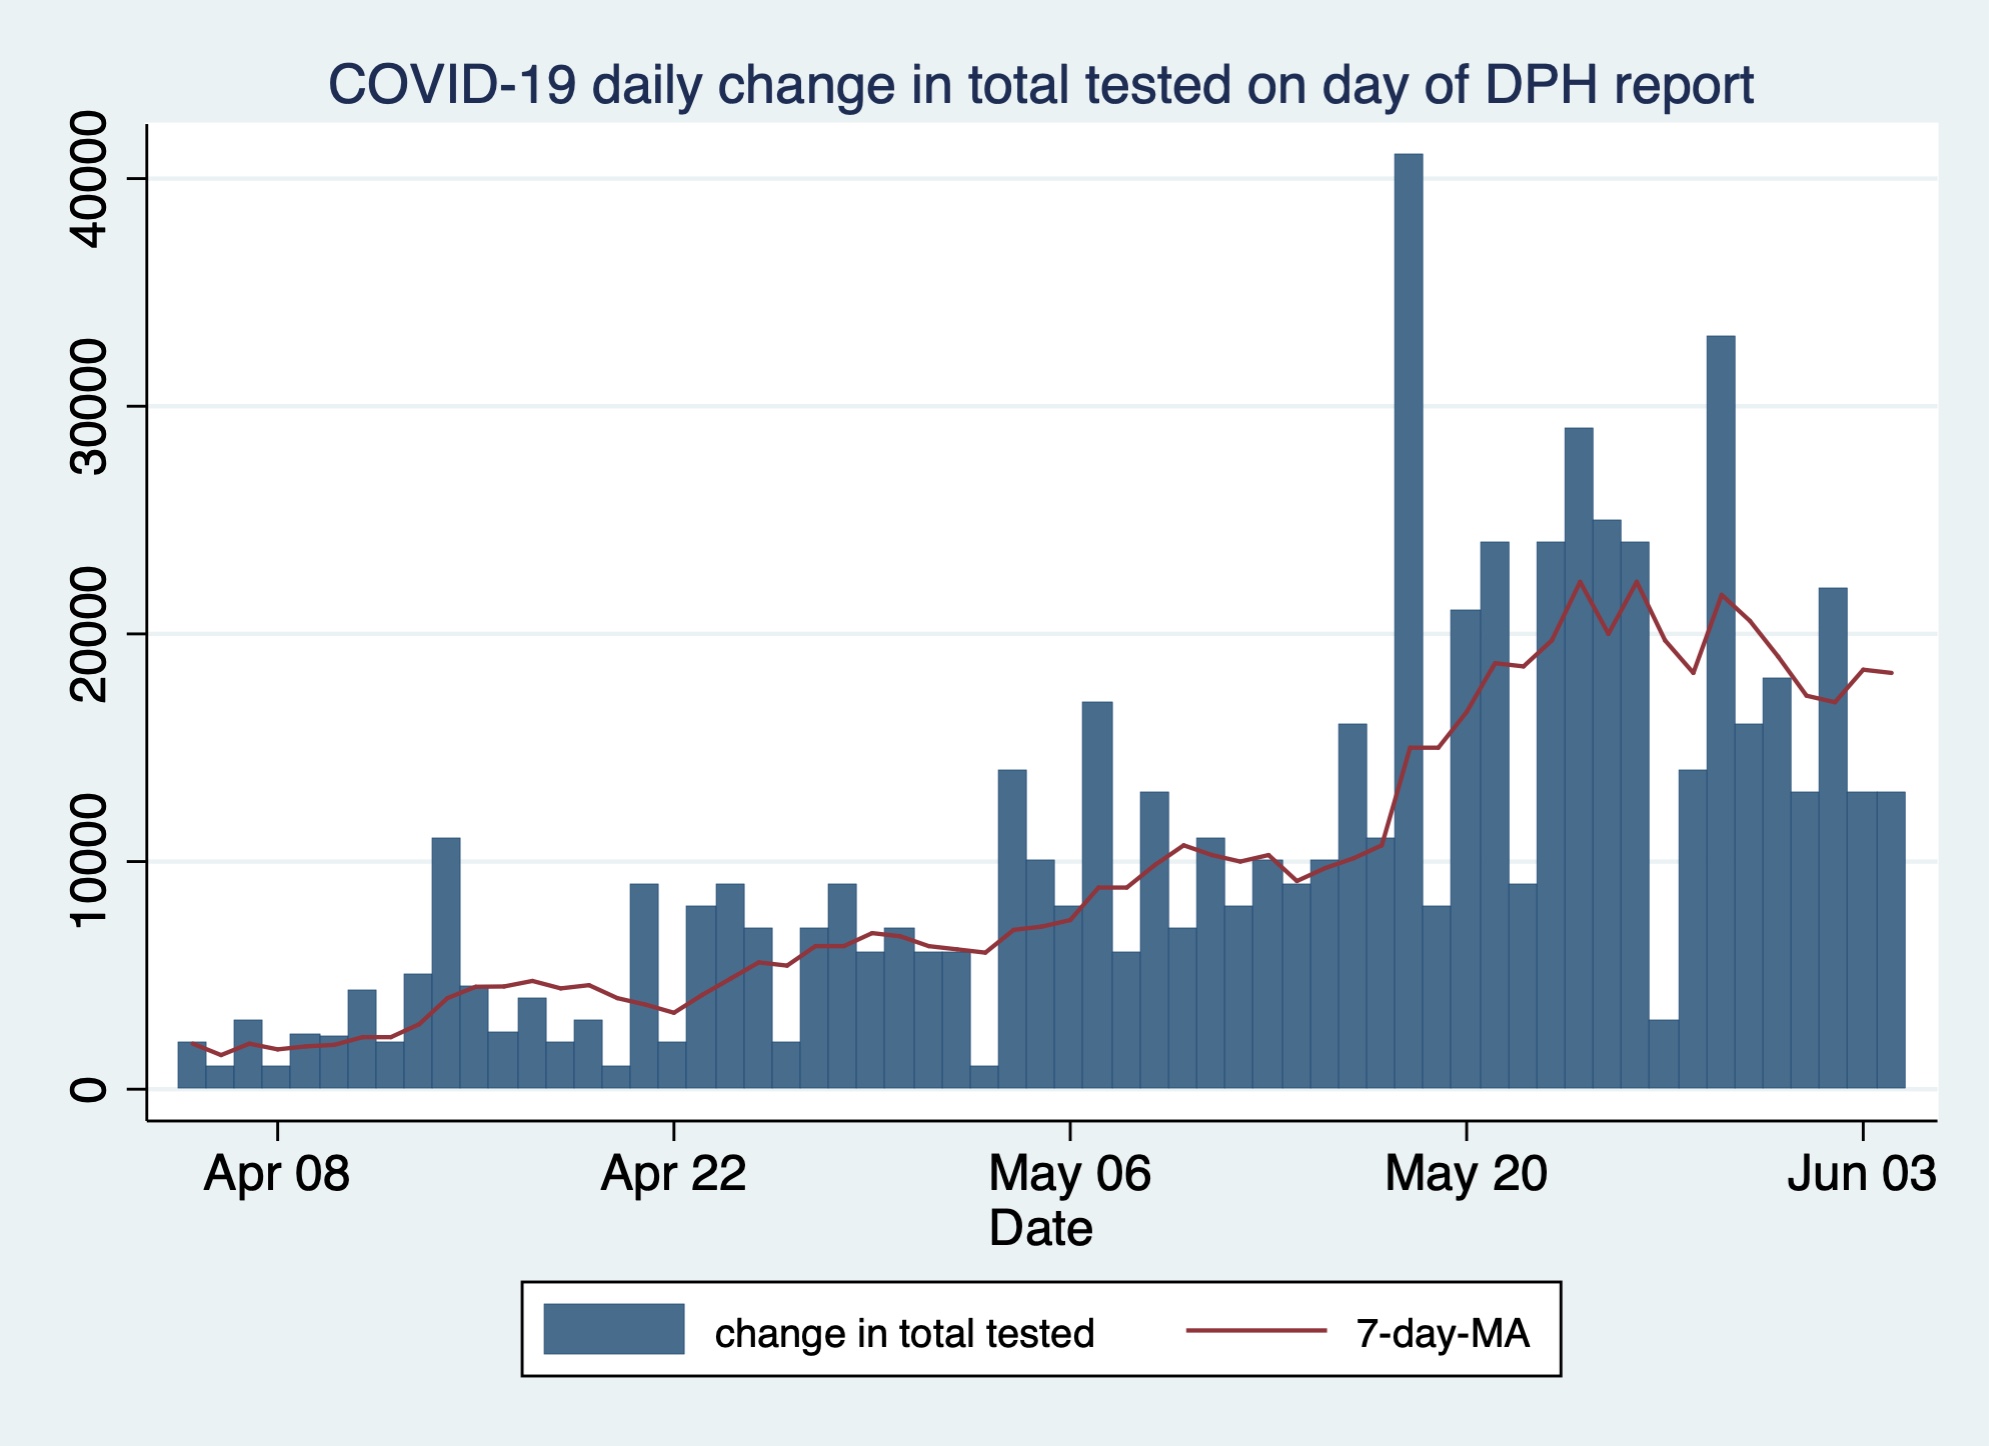 COVID-19 daily change in total tested on day of DPH report
40000
30000
20000
10000
0
Apr 08
Apr 22
May 06
May 20
Jun 03
Date
change in total tested
7-day-MA